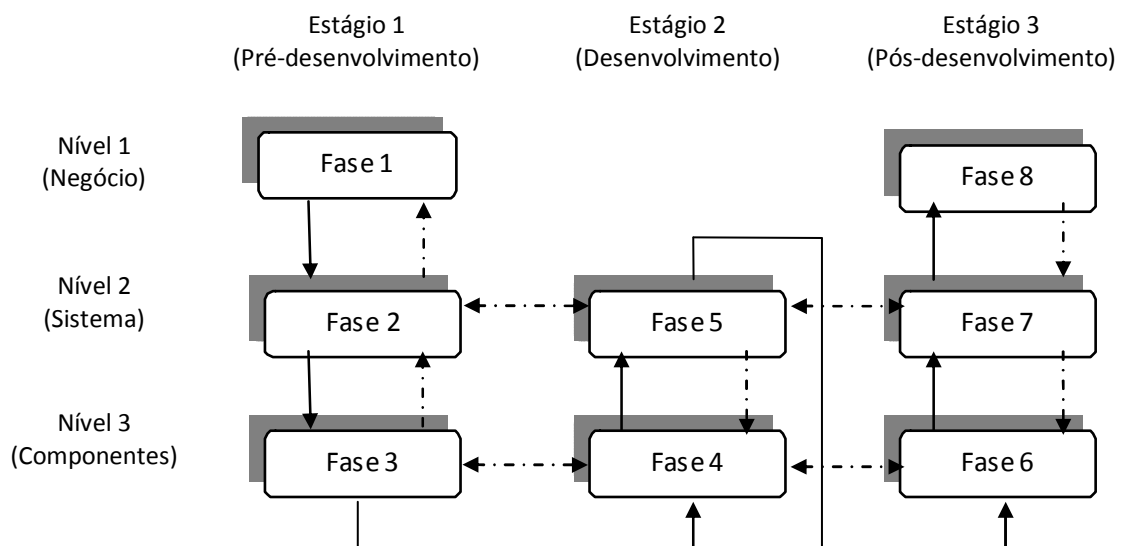 Estágio 1
(Pré-desenvolvimento)
Estágio 2
(Desenvolvimento)
Estágio 3
(Pós-desenvolvimento)
Nível 1
(Negócio)
Fase 1
Fase 8
Nível 2
(Sistema)
Fase 2
Fase 5
Fase 7
Nível 3
(Componentes)
Fase 3
Fase 4
Fase 6